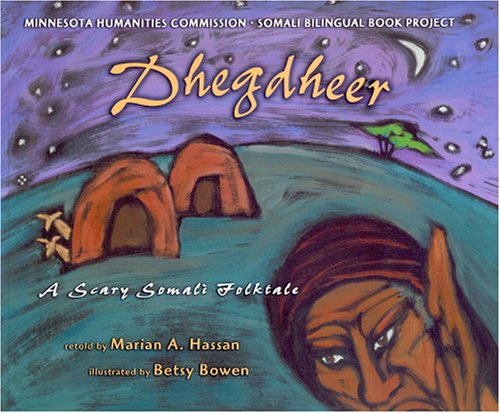 MINNESOTA HUMANITIES COMMISSION · SOMALI BILINGUAL BOOK PROJECT
Dhegdheer
A Scary Somali Folktale
retold by Marian A. Hassan
illustrated by Betsy Bowen